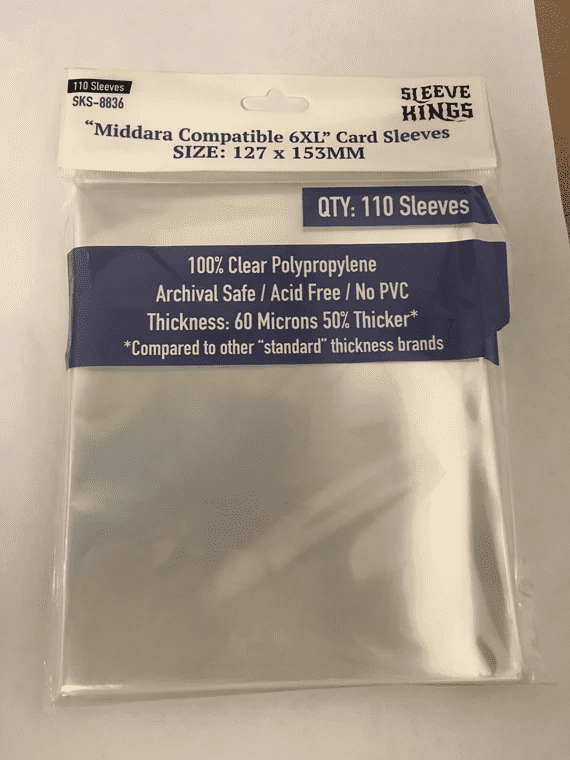 110 Sleeves
SKS-8836
SLEEVE
KINGS
“Middara Compatible 6XL” Card Sleeves
SIZE: 127 x 153MM
QTY: 110 Sleeves
100% Clear Polypropylene
Archival Safe / Acid Free / No PVC
Thickness: 60 Microns 50% Thicker*
*Compared to other “standard” thickness brands